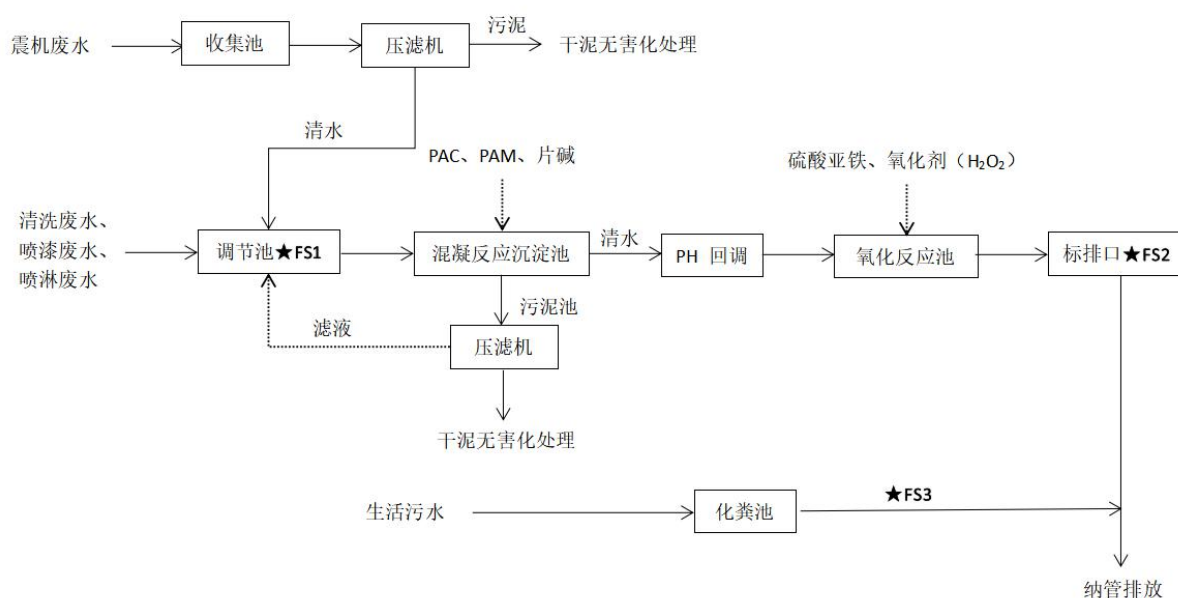 震机废水
收集池
压滤机
污泥
干泥无害化处理
清水
PAC、PAM、片碱
硫酸亚铁、氧化剂（H₂O₂）
清洗废水、
喷漆废水、
喷淋废水
调节池★FS1
混凝反应沉淀池
清水
PH 回调
氧化反应池
标排口★FS2
污泥池
滤液
压滤机
干泥无害化处理
生活污水
化粪池
★FS3
纳管排放